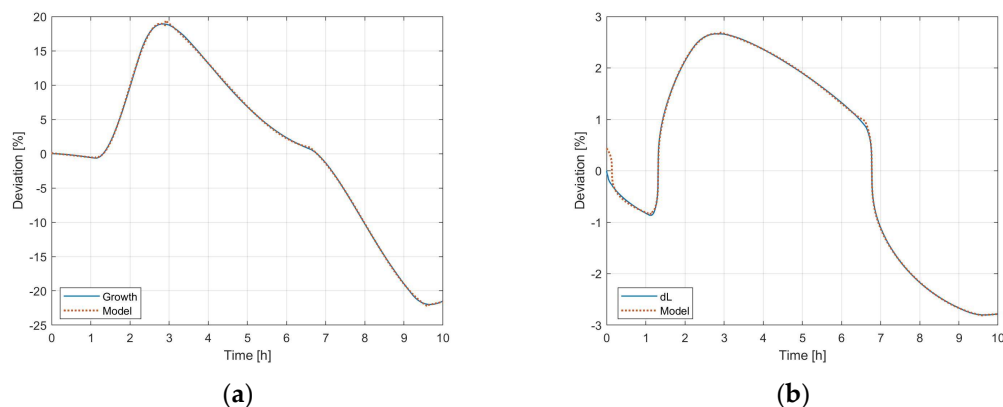 20
15
10
5
0
-5
-10
-15
-20
-25
Deviation [%]
Growth
Model
0 1 2 3 4 5 6 7 8 9 10
Time [h]
(a)
3
2
1
0
-1
-2
-3
Deviation [%]
dL
Model
0 1 2 3 4 5 6 7 8 9 10
Time [h]
(b)